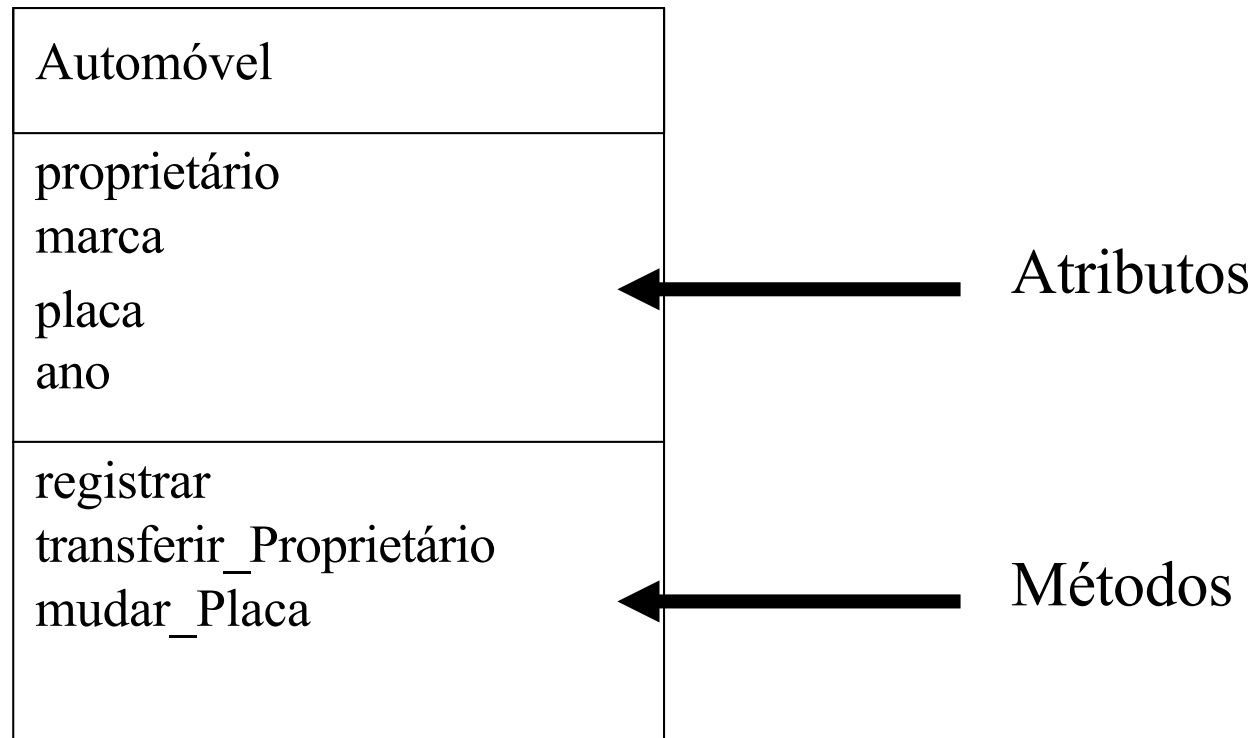 Automóvel
proprietário
marca
placa
ano
Atributos
registrar
transferir_Proprietário
mudar_Placa
Métodos